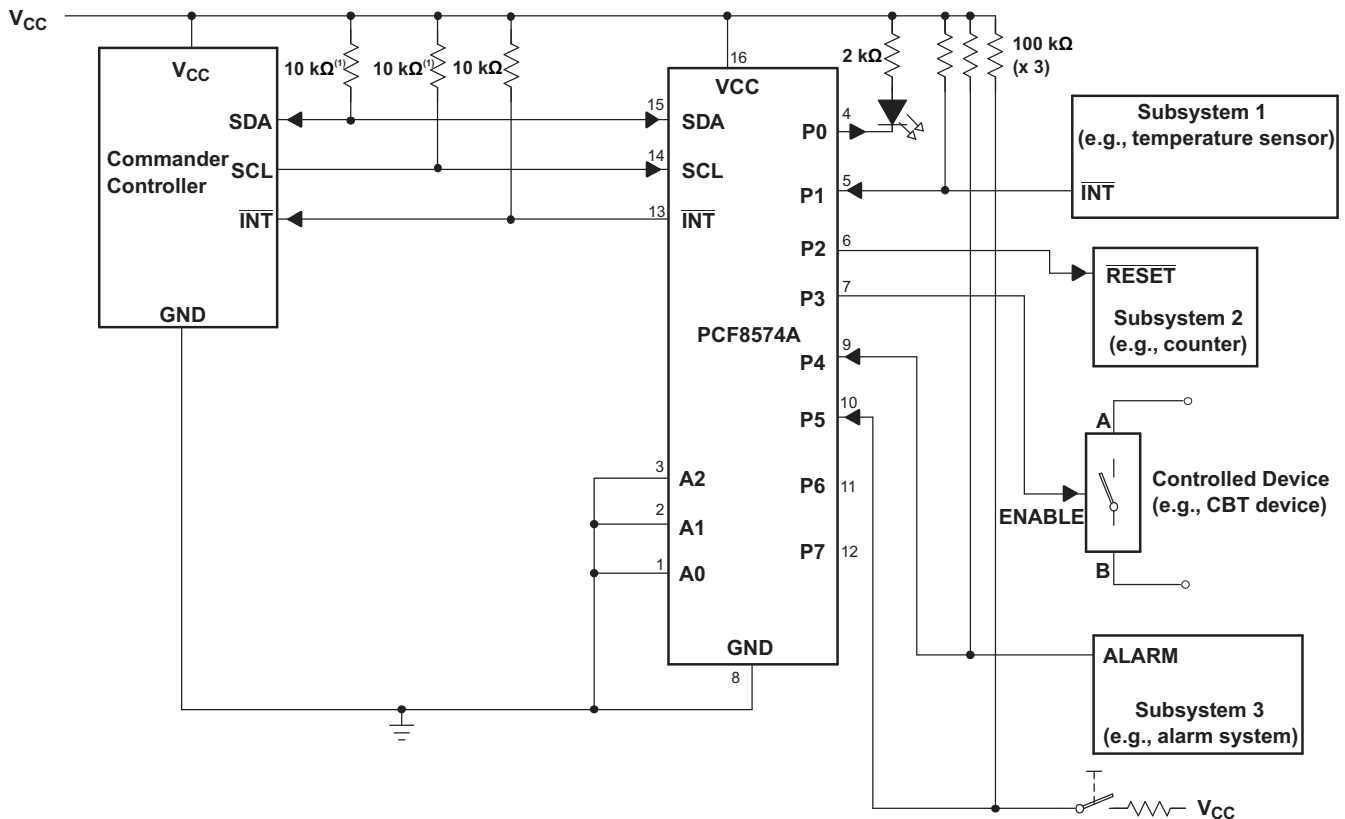 VCC
VCC
10 kΩ(1)
10 kΩ(1)
10 kΩ
SDA
Commander
Controller
SCL
INT
GND
16
VCC
15
SDA
14
SCL
13
INT
PCF8574A
3
A2
2
A1
1
A0
GND
8
P0
4
P1
5
P2
6
P3
7
P4
9
P5
10
P6
11
P7
12
2 kΩ
100 kΩ
(x 3)
Subsystem 1
(e.g., temperature sensor)
INT
RESET
Subsystem 2
(e.g., counter)
A
Controlled Device
(e.g., CBT device)
ENABLE
B
ALARM
Subsystem 3
(e.g., alarm system)
VCC